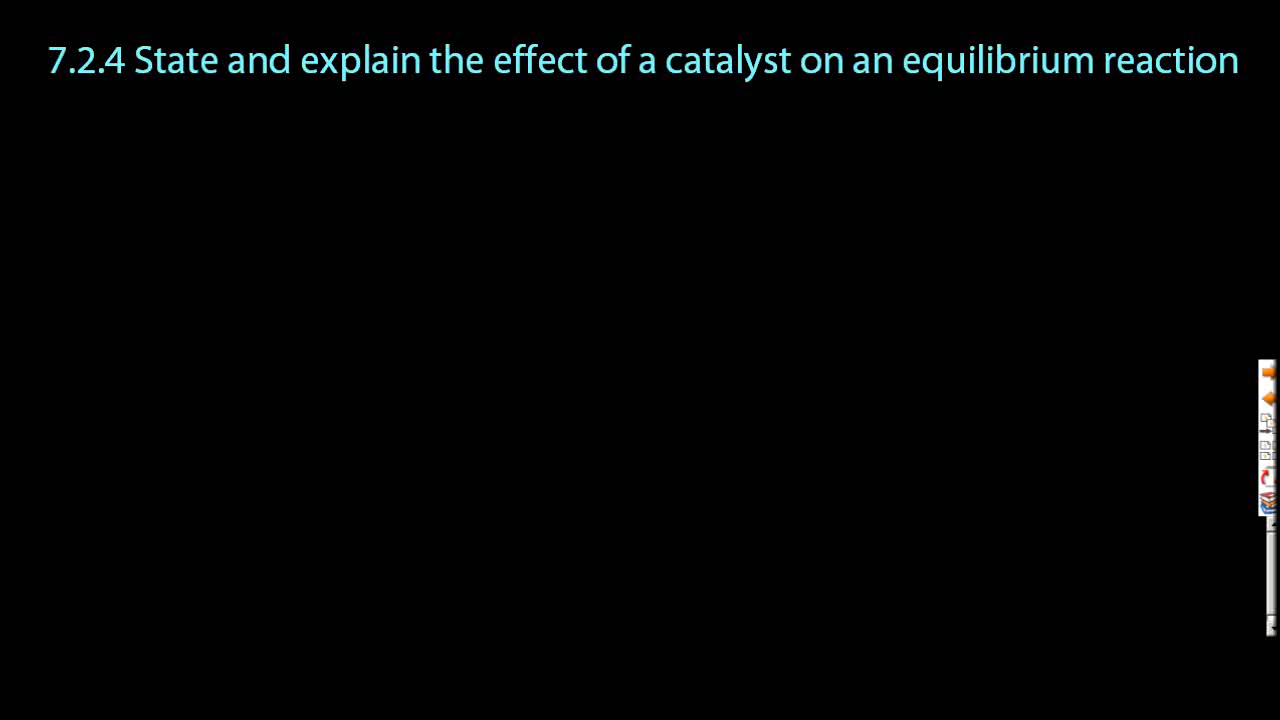 7.2.4 State and explain the effect of a catalyst on an equilibrium reaction